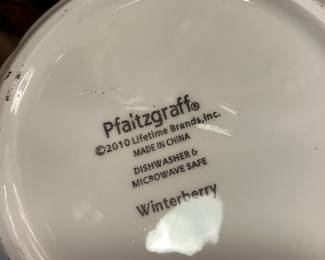 Pfaltzgraff®
©2010 Lifetime Brands, Inc.
MADE IN CHINA
DISHWASHER &
MICROWAVE SAFE
Winterberry